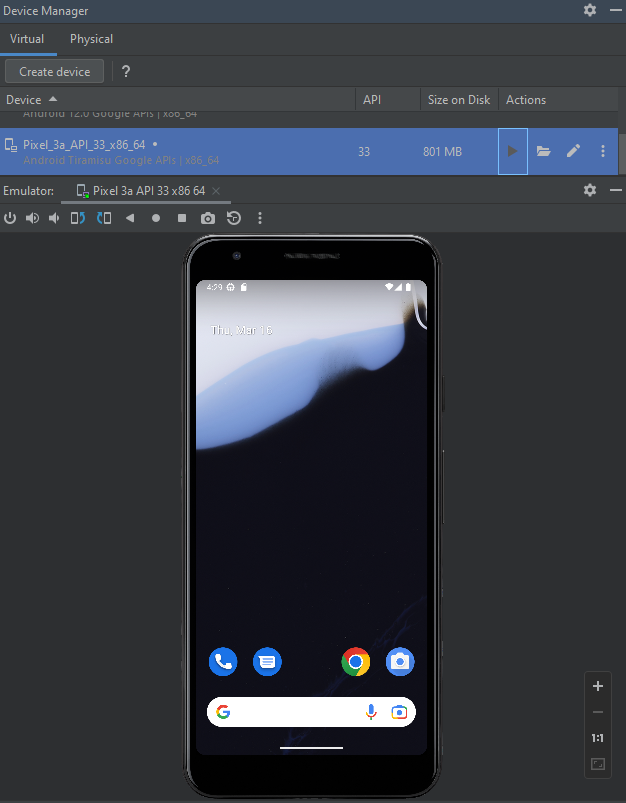 Device Manager
Virtual Physical
Create device ?
Device API Size on Disk Actions
Android 12.0 Google APIs | x86_64
Pixel_3a_API_33_x86_64 33 801 MB
Android Tiramisu Google APIs | x86_64
Emulator: Pixel 3a API 33 x86 64
4:29
Thu, Mar 16
G
1:1